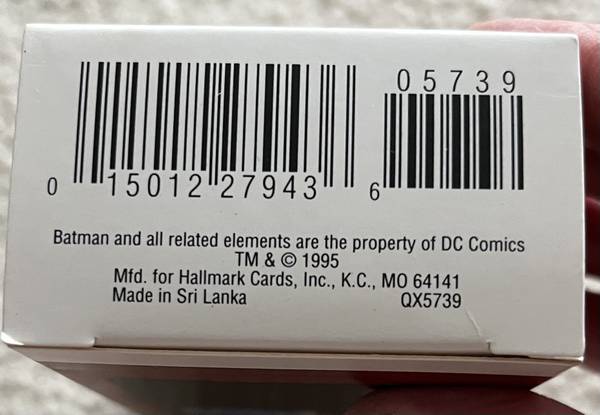 05739
0 15012 27943 6
Batman and all related elements are the property of DC Comics
TM & © 1995
Mfd. for Hallmark Cards, Inc., K.C., MO 64141
Made in Sri Lanka QX5739